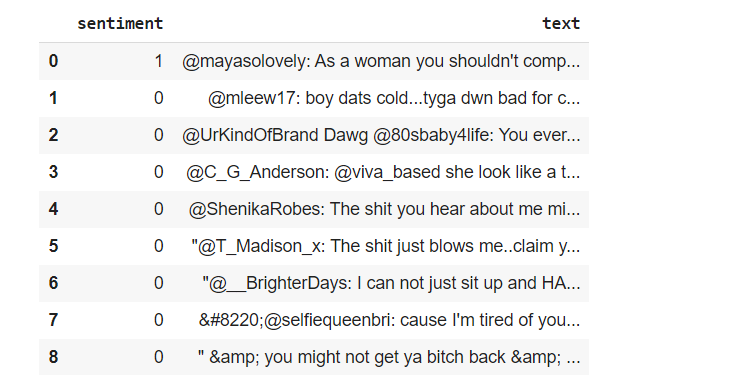 sentiment text
0 1 @mayasolovely: As a woman you shouldn't comp...
1 0 @mleew17: boy dats cold...tyga dwn bad for c...
2 0 @UrKindOfBrand Dawg @80sbaby4life: You ever...
3 0 @C_G_Anderson: @viva_based she look like a t...
4 0 @ShenikaRobes: The shit you hear about me mi...
5 0 "@T_Madison_x: The shit just blows me..claim y...
6 0 "@__BrighterDays: I can not just sit up and HA...
7 0 &#8220;@selfiequeenbri: cause I'm tired of you...
8 0 " &amp; you might not get ya bitch back &amp; ...